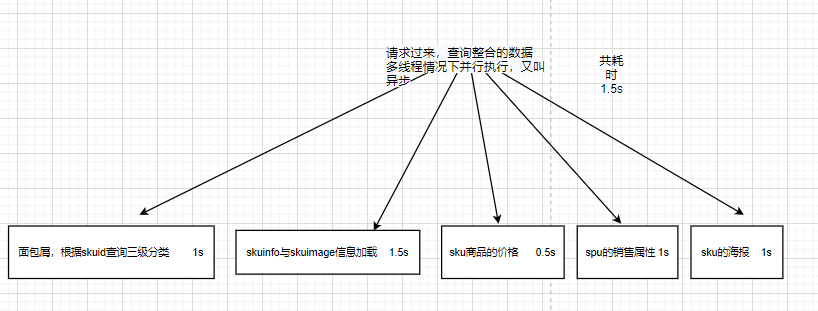 请求过来，查询整合的数据
多线程情况下并行执行，又叫
异步
共耗
时
1.5s
面包屑，根据skuid查询三级分类 1s
skuinfo与skuimage信息加载 1.5s
sku商品的价格 0.5s
spu的销售属性 1s
sku的海报 1s